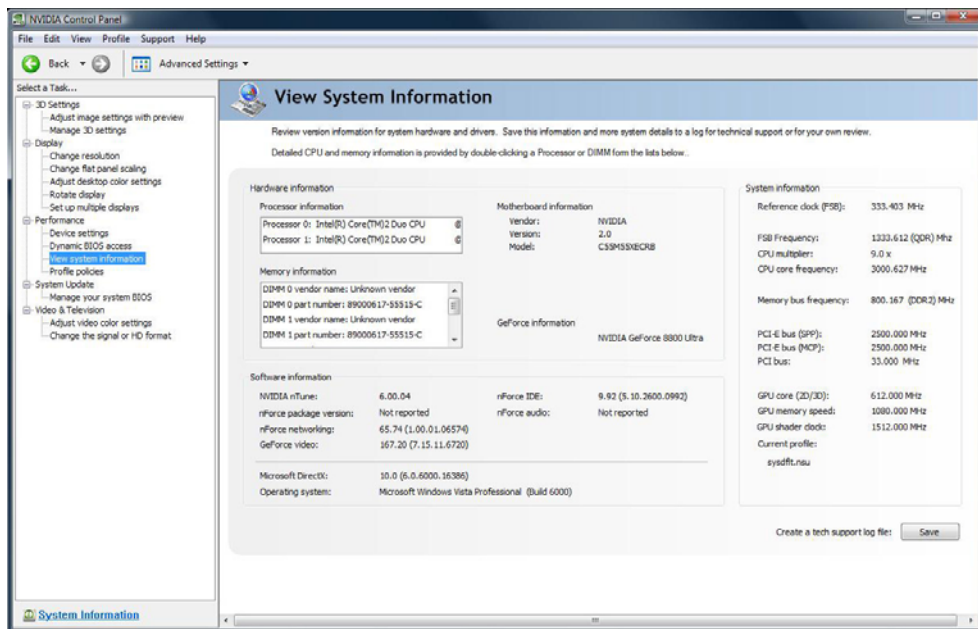 NVIDIA Control Panel
File Edit View Profile Support Help
Back Advanced Settings
Select a Task...
3D Settings
Adjust image settings with preview
Manage 3D settings
Display
Change resolution
Change flat panel scaling
Adjust desktop color settings
Rotate display
Set up multiple displays
Performance
Device settings
Dynamic BIOS access
View system information
Profile policies
System Update
Manage your system BIOS
Video & Television
Adjust video color settings
Change the signal or HD format
System Information
View System Information
Review version information for system hardware and drivers. Save this information and more system details to a log for technical support or for your own review.
Detailed CPU and memory information is provided by double-clicking a Processor or DIMM form the lists below..
Hardware information
Processor information
Processor 0: Intel(R) Core(TM)2 Duo CPU
Processor 1: Intel(R) Core(TM)2 Duo CPU
Memory information
DIMM 0 vendor name: Unknown vendor
DIMM 0 part number: 89000617-55515-C
DIMM 1 vendor name: Unknown vendor
DIMM 1 part number: 89000617-55515-C
Motherboard information
Vendor: NVIDIA
Version: 2.0
Model: C55M55XECRB
GeForce information
NVIDIA GeForce 8800 Ultra
Software information
NVIDIA nTune: 6.00.04
nForce package version: Not reported
nForce networking: 65.74 (1.00.01.06574)
GeForce video: 167.20 (7.15.11.6720)
nForce IDE: 9.92 (5.10.2600.0992)
nForce audio: Not reported
Microsoft DirectX: 10.0 (6.0.6000.16386)
Operating system: Microsoft Windows Vista Professional (Build 6000)
System information
Reference clock (FSB): 333.403 MHz
FSB Frequency: 1333.612 (QDR) Mhz
CPU multiplier: 9.0 x
CPU core frequency: 3000.627 MHz
Memory bus frequency: 800.167 (DDR2) MHz
PCI-E bus (SPP): 2500.000 MHz
PCI-E bus (MCP): 2500.000 MHz
PCI bus: 33.000 MHz
GPU core (2D/3D): 612.000 MHz
GPU memory speed: 1080.000 MHz
GPU shader clock: 1512.000 MHz
Current profile:
sysdflt.nsu
Create a tech support log file: Save